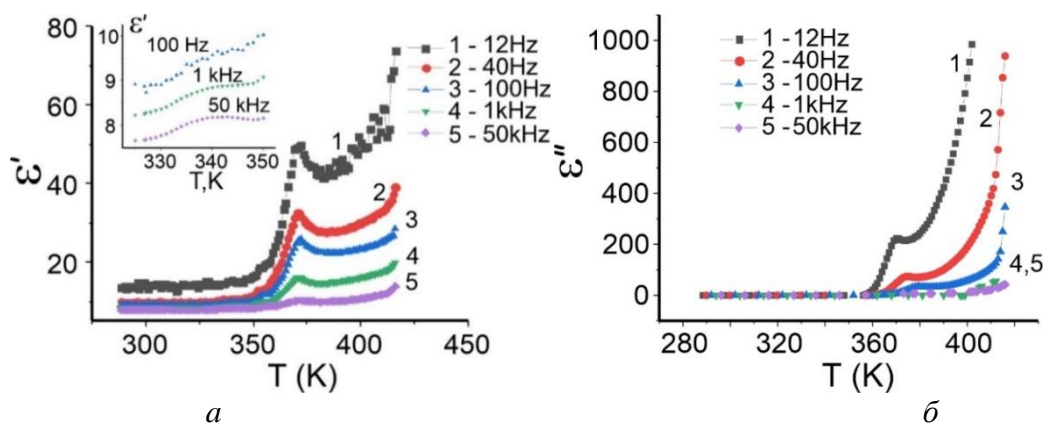 80
60
40
20
ε′
ε′
10
9
8
100 Hz
1 kHz
50 kHz
330 340 350
T,K
1 - 12Hz
2 - 40Hz
3 - 100Hz
4 - 1kHz
5 - 50kHz
1
2
3
4
5
300 350 400 450
T (K)
а
1000
800
600
400
200
0
ε″
1 - 12Hz
2 -40Hz
3 -100Hz
4 -1kHz
5 -50kHz
1
2
3
4,5
280 320 360 400
T (K)
б